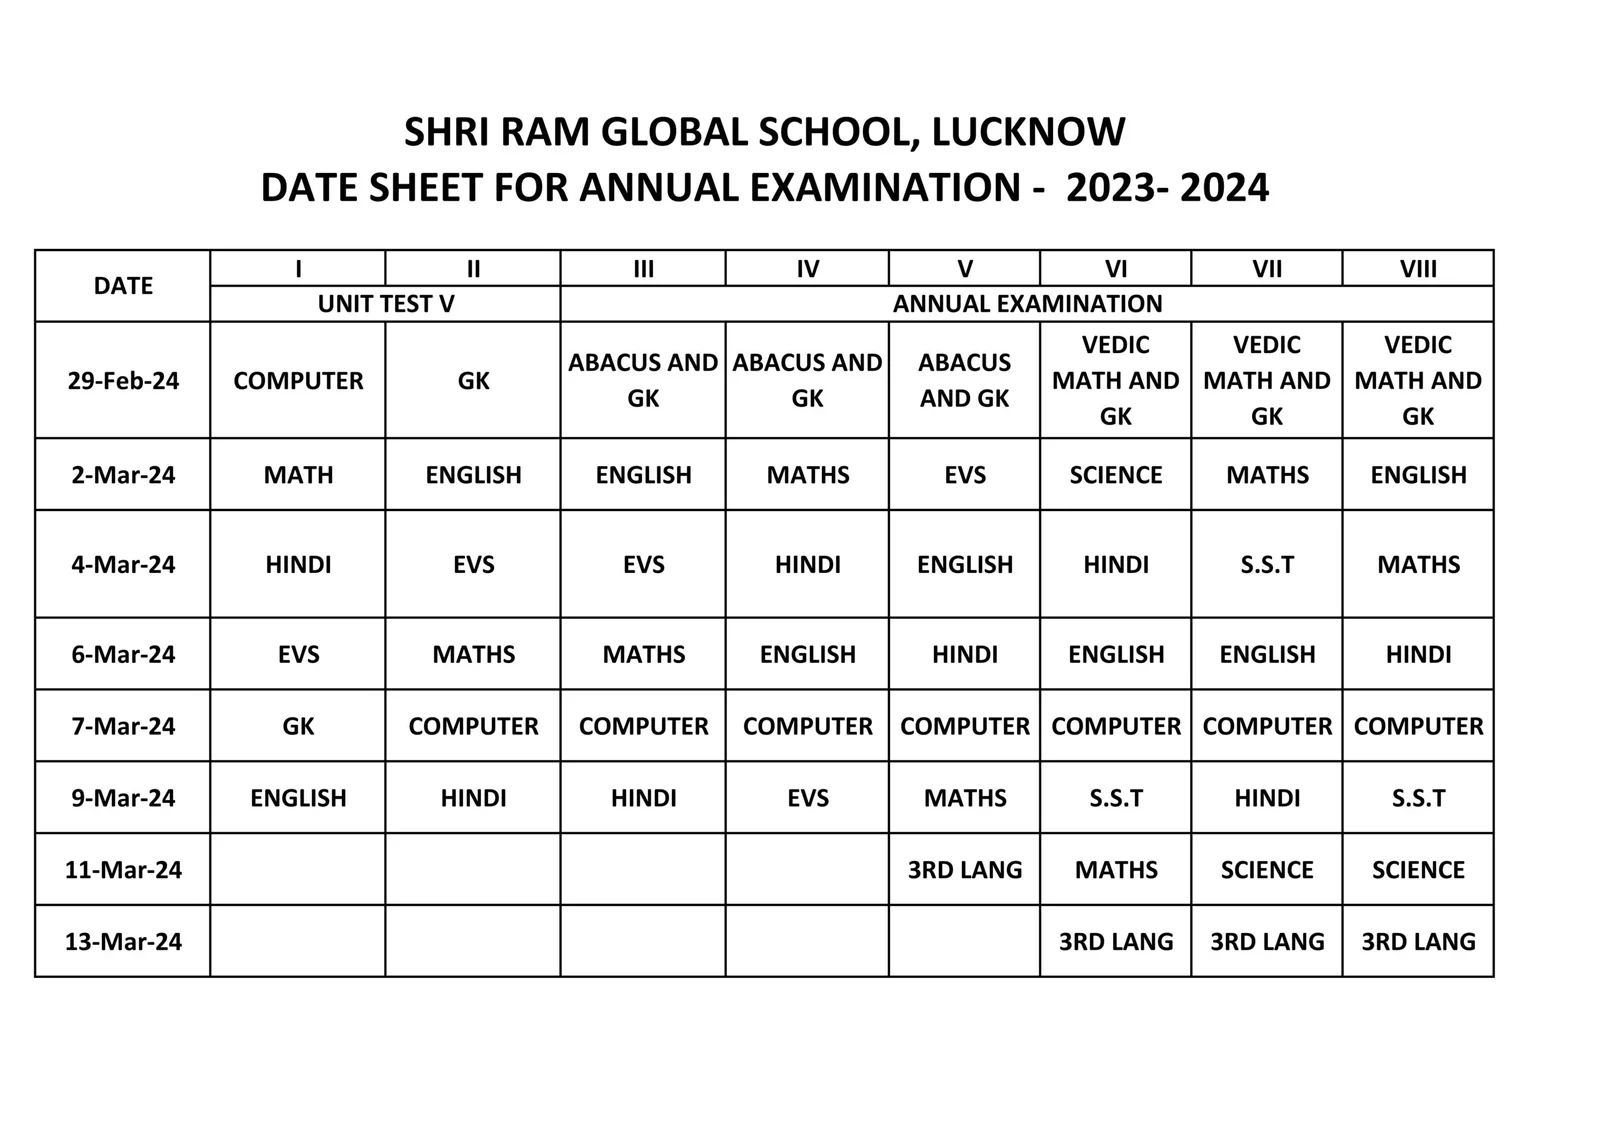 SHRI RAM GLOBAL SCHOOL, LUCKNOW
DATE SHEET FOR ANNUAL EXAMINATION - 2023- 2024
DATE I II III IV V VI VII VIII
UNIT TEST V ANNUAL EXAMINATION
29-Feb-24 COMPUTER GK ABACUS AND GK ABACUS AND GK ABACUS AND GK VEDIC MATH AND GK VEDIC MATH AND GK VEDIC MATH AND GK
2-Mar-24 MATH ENGLISH ENGLISH MATHS EVS SCIENCE MATHS ENGLISH
4-Mar-24 HINDI EVS EVS HINDI ENGLISH HINDI S.S.T MATHS
6-Mar-24 EVS MATHS MATHS ENGLISH HINDI ENGLISH ENGLISH HINDI
7-Mar-24 GK COMPUTER COMPUTER COMPUTER COMPUTER COMPUTER COMPUTER COMPUTER
9-Mar-24 ENGLISH HINDI HINDI EVS MATHS S.S.T HINDI S.S.T
11-Mar-24 3RD LANG MATHS SCIENCE SCIENCE
13-Mar-24 3RD LANG 3RD LANG 3RD LANG